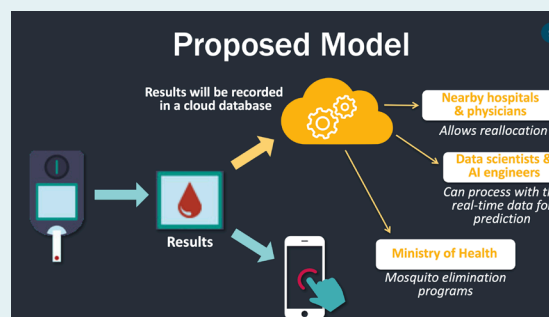 Proposed Model
Results will be recorded
in a cloud database
Nearby hospitals
& physicians
Allows reallocation
Data scientists &
AI engineers
Can process with
real-time data for
prediction
Results
Ministry of Health
Mosquito elimination
programs